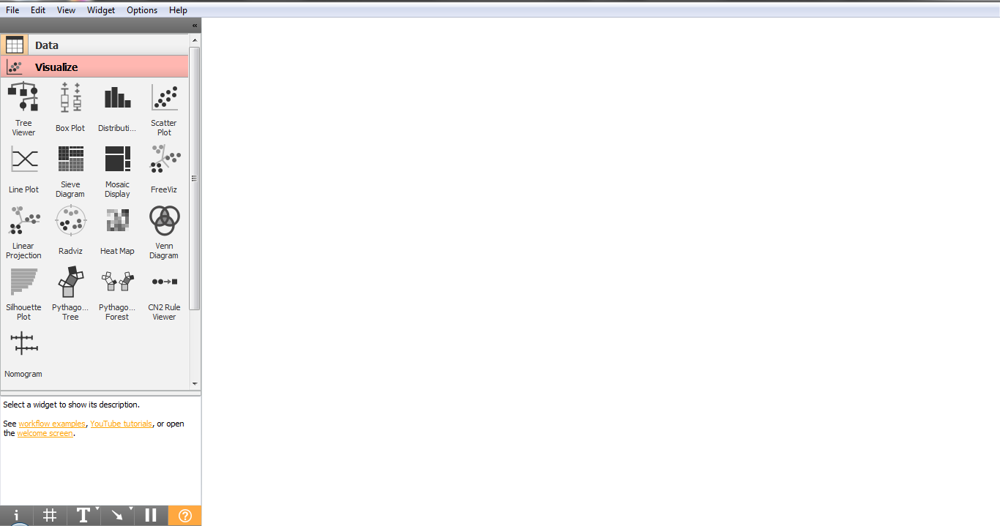 File Edit View Widget Options Help
«
Data
Visualize
Tree Viewer
Box Plot
Distributi...
Scatter Plot
Line Plot
Sieve Diagram
Mosaic Display
FreeViz
Linear Projection
Radviz
Heat Map
Venn Diagram
Silhouette Plot
Pythago... Tree
Pythago... Forest
CN2 Rule Viewer
Nomogram
Select a widget to show its description.
See workflow examples, YouTube tutorials, or open
the welcome screen.
i # T ?